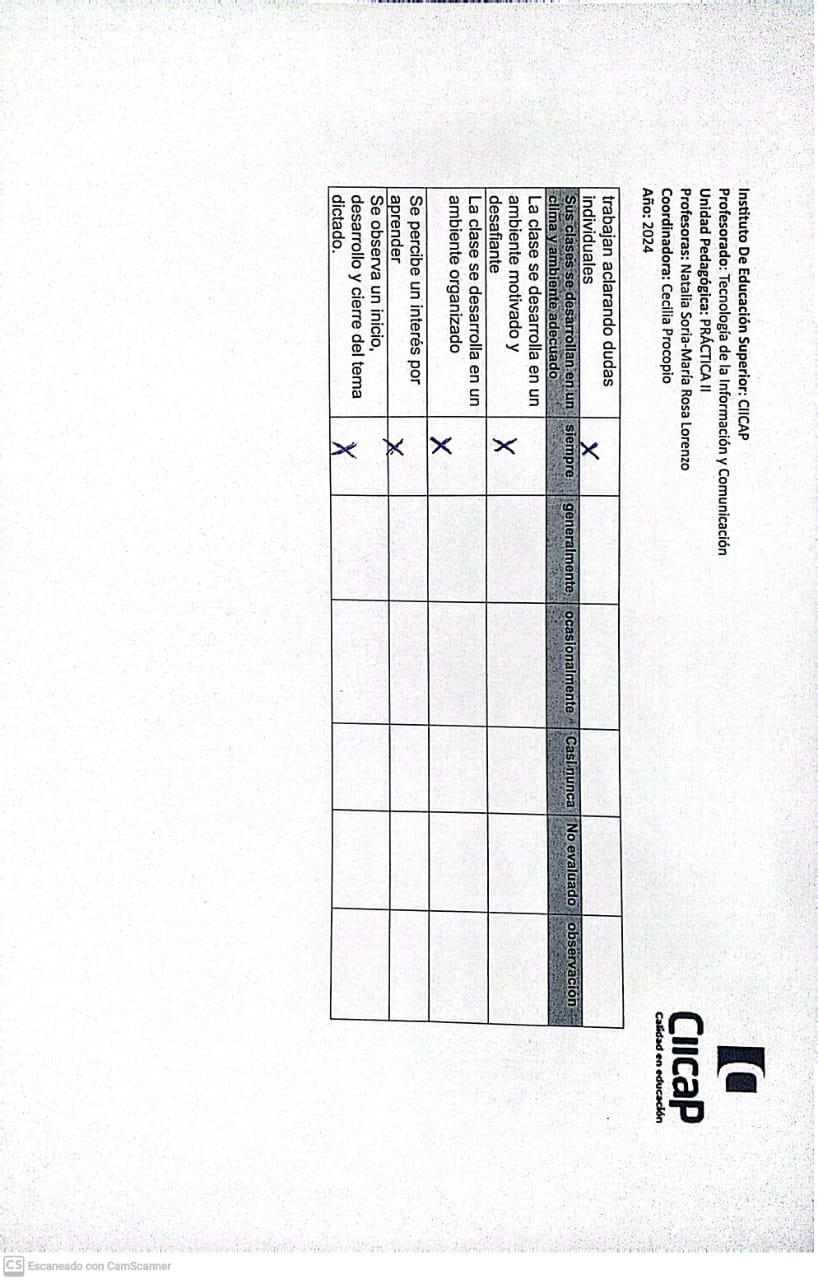 Instituto De Educación Superior: CIICAP
Profesorado: Tecnología de la Información y Comunicación
Unidad Pedagógica: PRÁCTICA II
Profesoras: Natalia Soria-María Rosa Lorenzo
Coordinadora: Cecilia Procopio
Año: 2024
CIICAP
Calidad en educación
trabajan aclarando dudas
individuales X
Sus clases se desarrollan en un siempre generalmente ocasionalmente Casi nunca No evaluado observación
clima y ambiente adecuado
La clase se desarrolla en un
ambiente motivado y
desafiante X
La clase se desarrolla en un
ambiente organizado
X
Se percibe un interés por
aprender X
Se observa un inicio,
desarrollo y cierre del tema
dictado. X
CS Escaneado con CamScanner